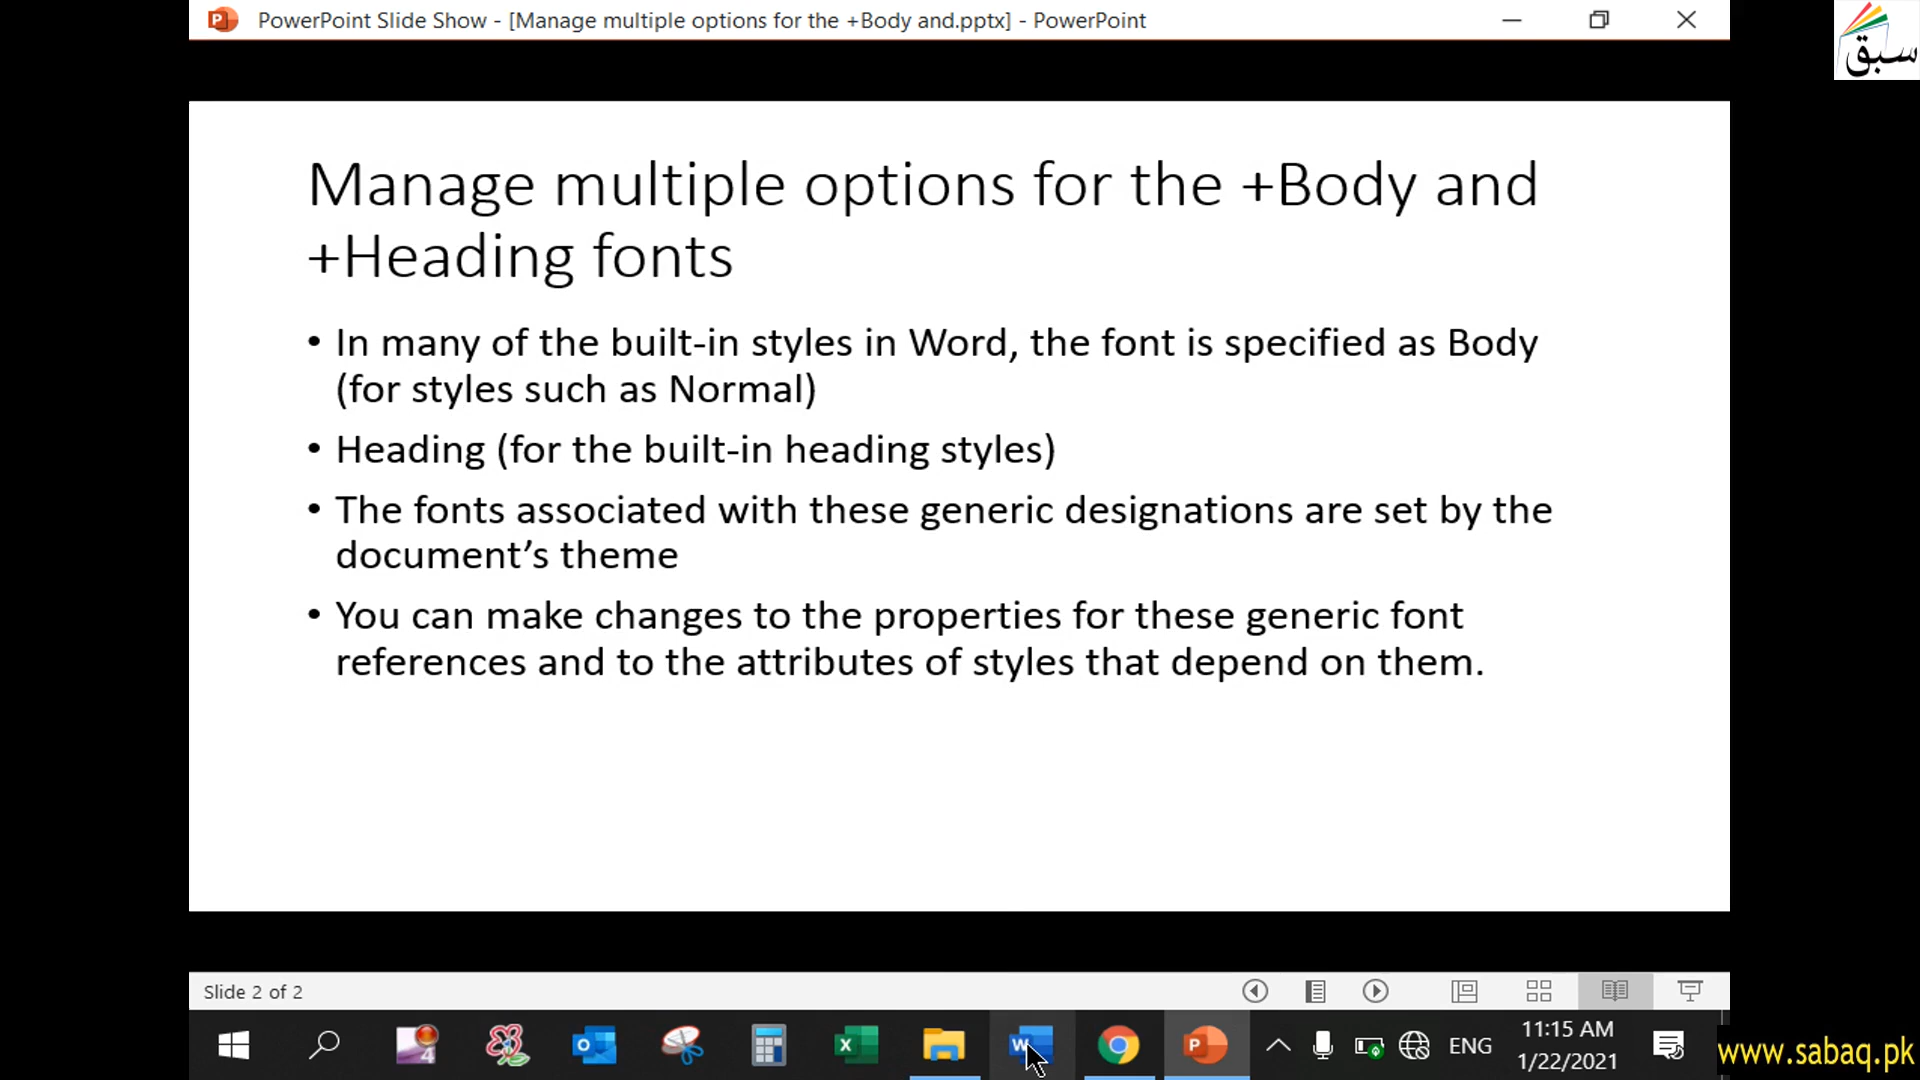 PowerPoint Slide Show - [Manage multiple options for the +Body and.pptx] - PowerPoint
سبق
Manage multiple options for the +Body and
+Heading fonts
• In many of the built-in styles in Word, the font is specified as Body
(for styles such as Normal)
• Heading (for the built-in heading styles)
• The fonts associated with these generic designations are set by the
document’s theme
• You can make changes to the properties for these generic font
references and to the attributes of styles that depend on them.
Slide 2 of 2
ENG
11:15 AM
1/22/2021
www.sabaq.pk